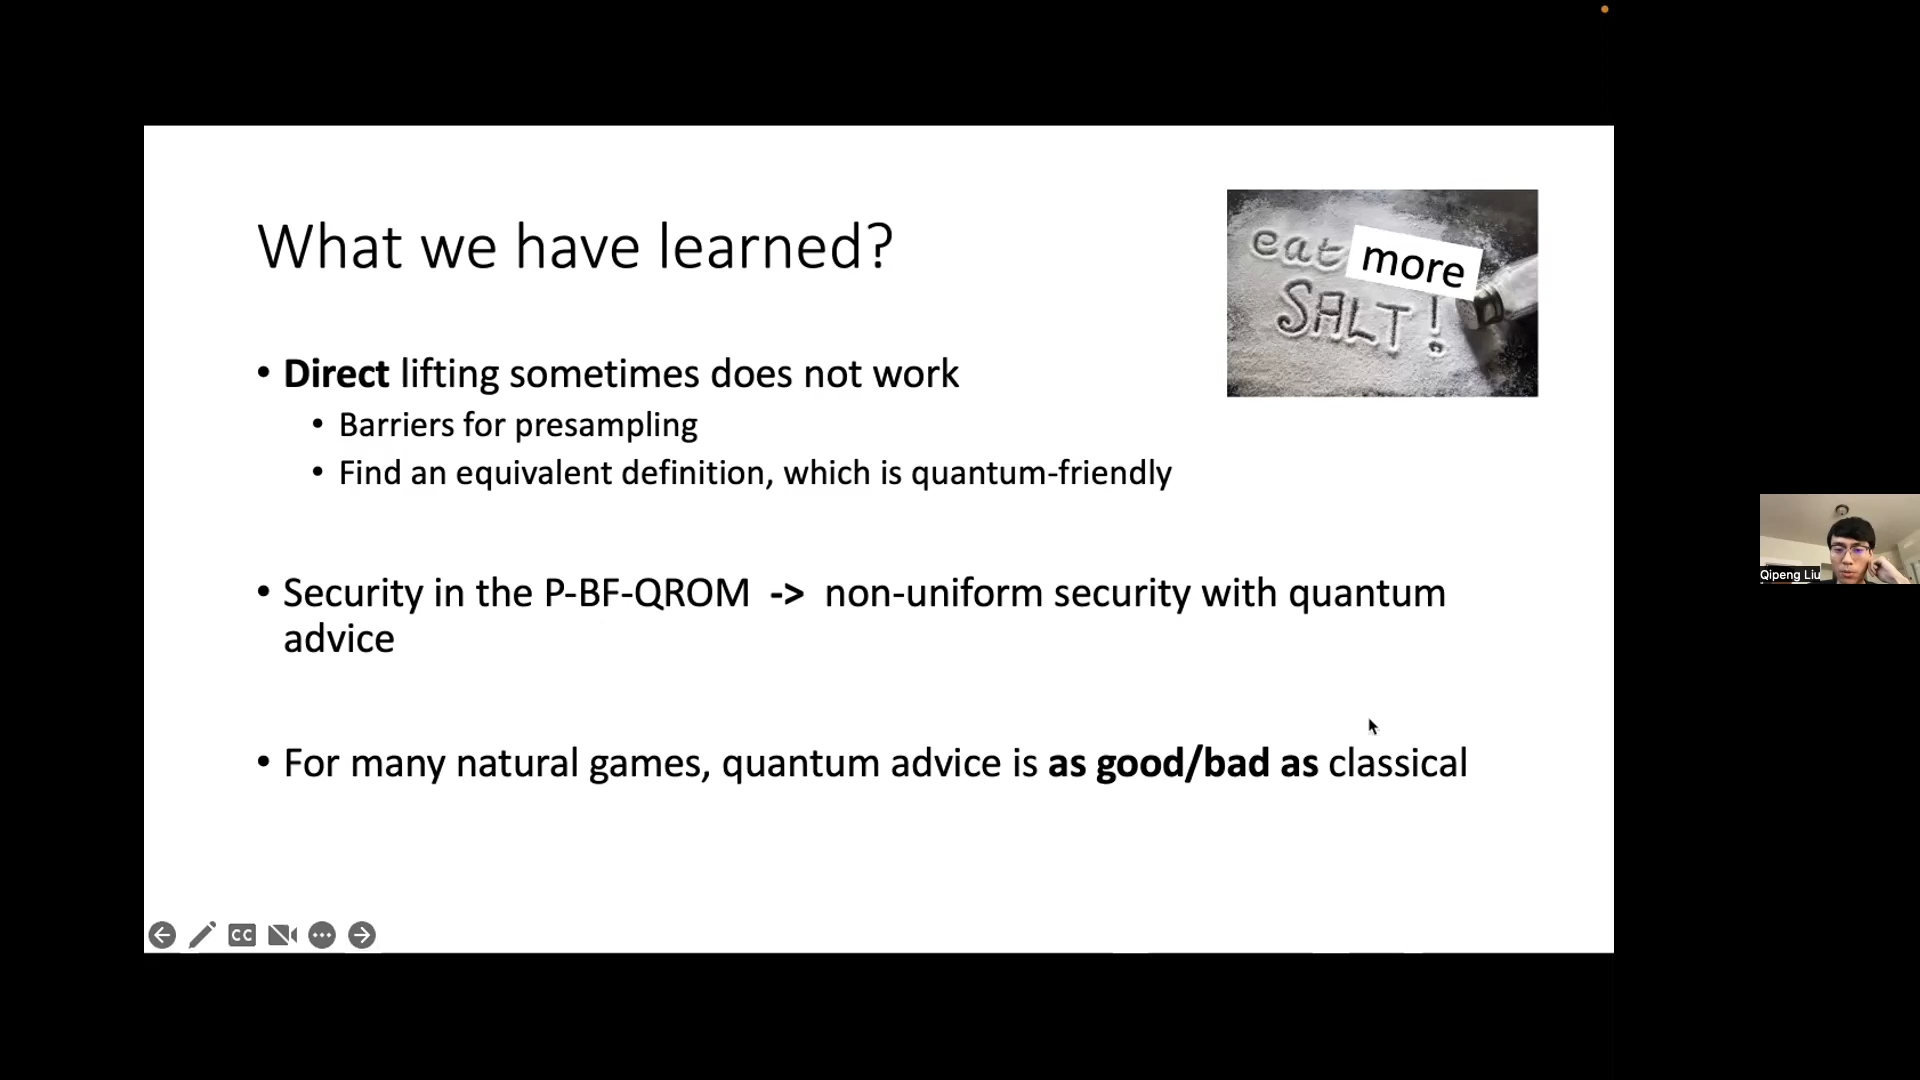 What we have learned?
eat more
SALT!
• Direct lifting sometimes does not work
• Barriers for presampling
• Find an equivalent definition, which is quantum-friendly
• Security in the P-BF-QROM -> non-uniform security with quantum
advice
• For many natural games, quantum advice is as good/bad as classical
CC
Qipeng Liu